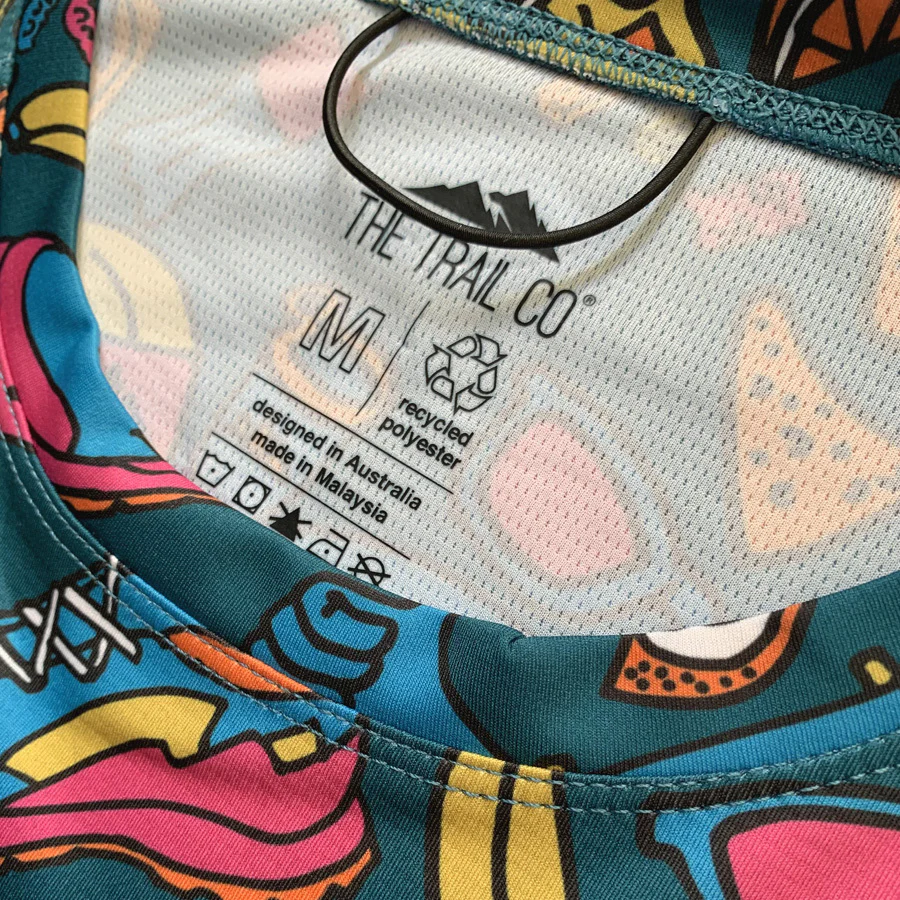 THE TRAIL CO®
M
recycled
polyester
designed in Australia
made in Malaysia